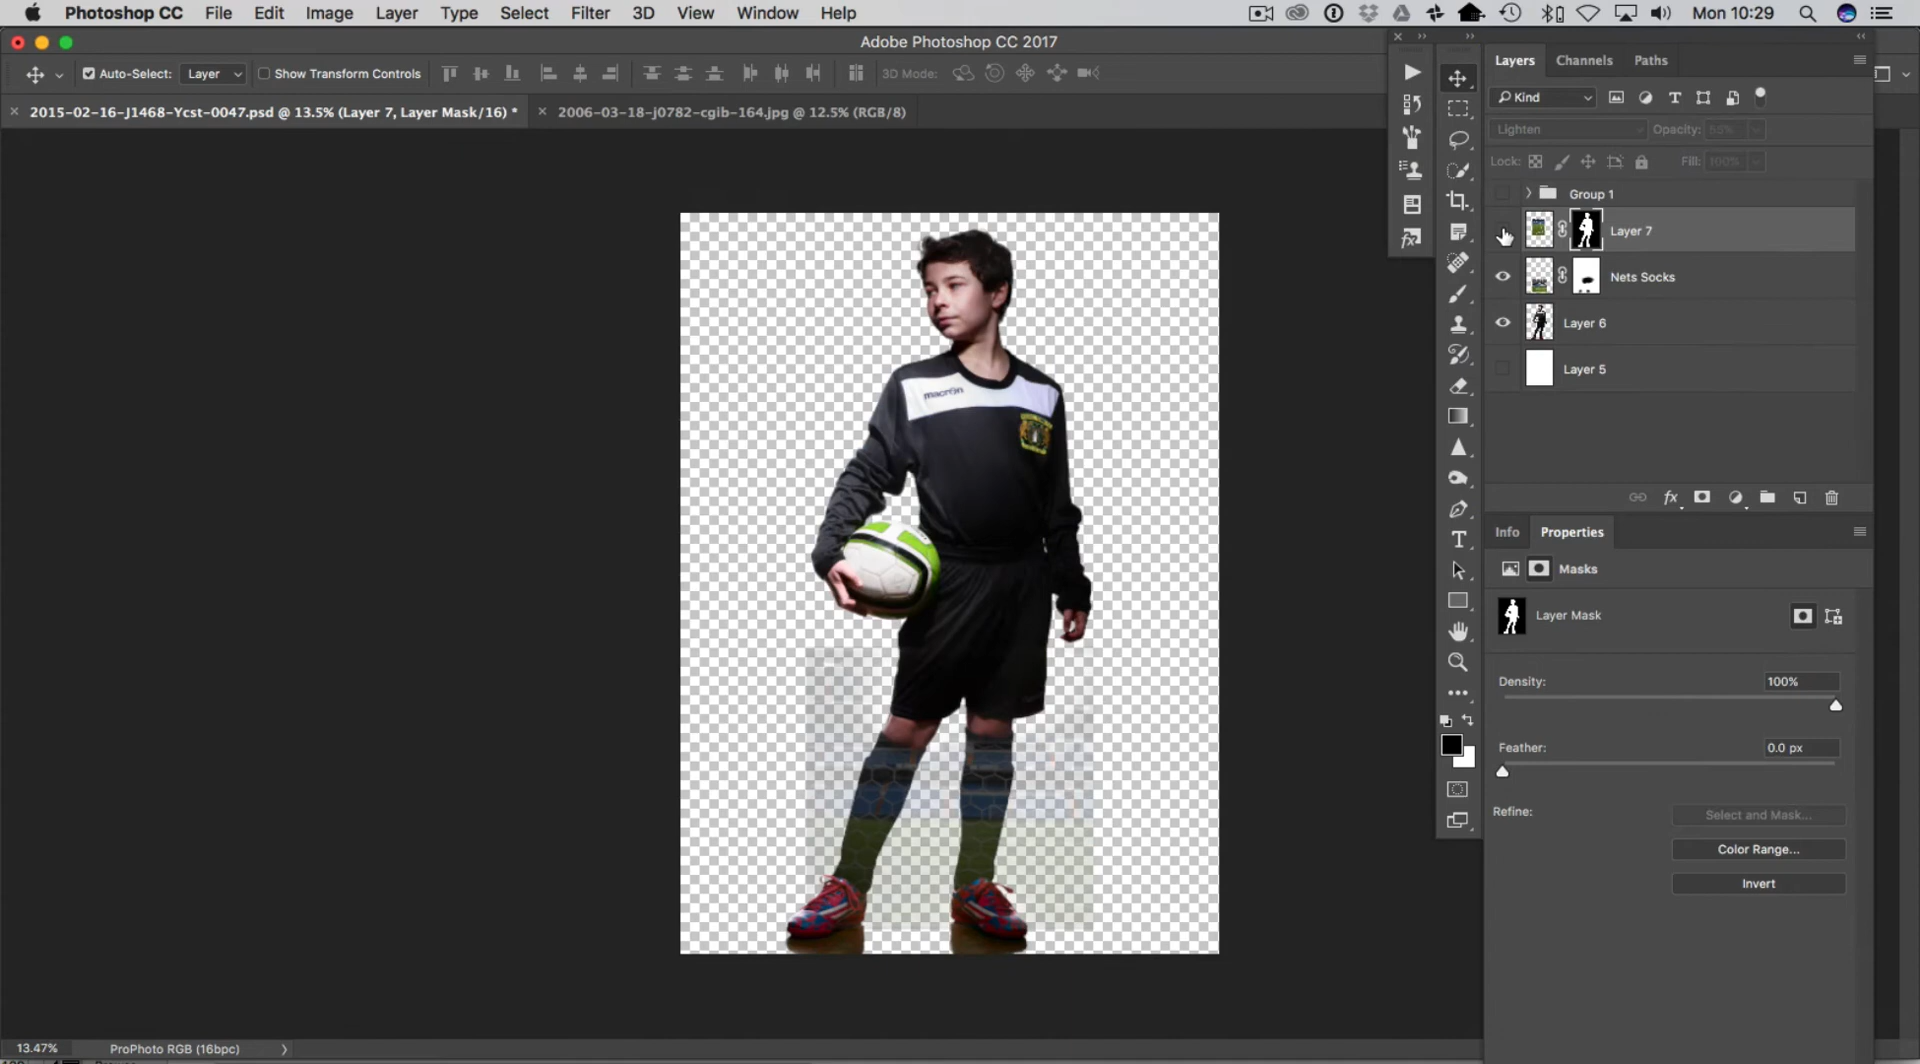 Photoshop CC File Edit Image Layer Type Select Filter 3D View Window Help Mon 10:29
Adobe Photoshop CC 2017
Auto-Select: Layer Show Transform Controls 3D Mode:
2015-02-16-J1468-Ycst-0047.psd @ 13.5% (Layer 7, Layer Mask/16) * 2006-03-18-j0782-cgib-164.jpg @ 12.5% (RGB/8)
Layers Channels Paths
Kind
Lighten Opacity: 53%
Lock: Fill: 100%
Group 1
Layer 7
Nets Socks
Layer 6
Layer 5
macron
Info Properties
Masks
Layer Mask
Density: 100%
Feather: 0.0 px
Refine: Select and Mask...
Color Range...
Invert
13.47% ProPhoto RGB (16bpc)